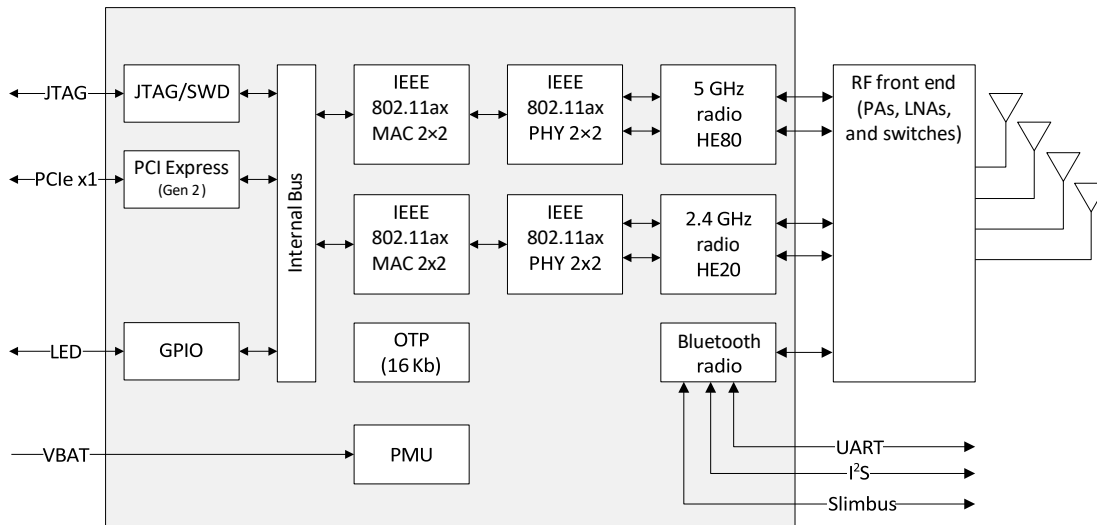 JTAG
JTAG/SWD
PCIe x1
PCI Express
(Gen 2)
LED
GPIO
VBAT
Internal Bus
IEEE
802.11ax
MAC 2×2
IEEE
802.11ax
PHY 2×2
5 GHz
radio
HE80
IEEE
802.11ax
MAC 2x2
IEEE
802.11ax
PHY 2x2
2.4 GHz
radio
HE20
OTP
(16 Kb)
Bluetooth
radio
PMU
RF front end
(PAs, LNAs,
and switches)
UART
I²S
Slimbus